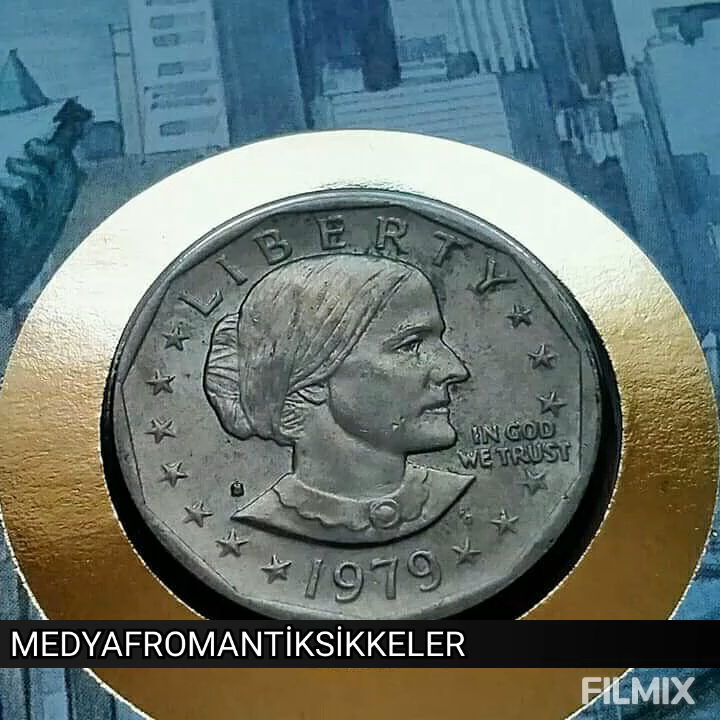 LIBERTY
IN GOD
WE TRUST
1979
MEDYAFROMANTİKSİKKELER
FILMIX